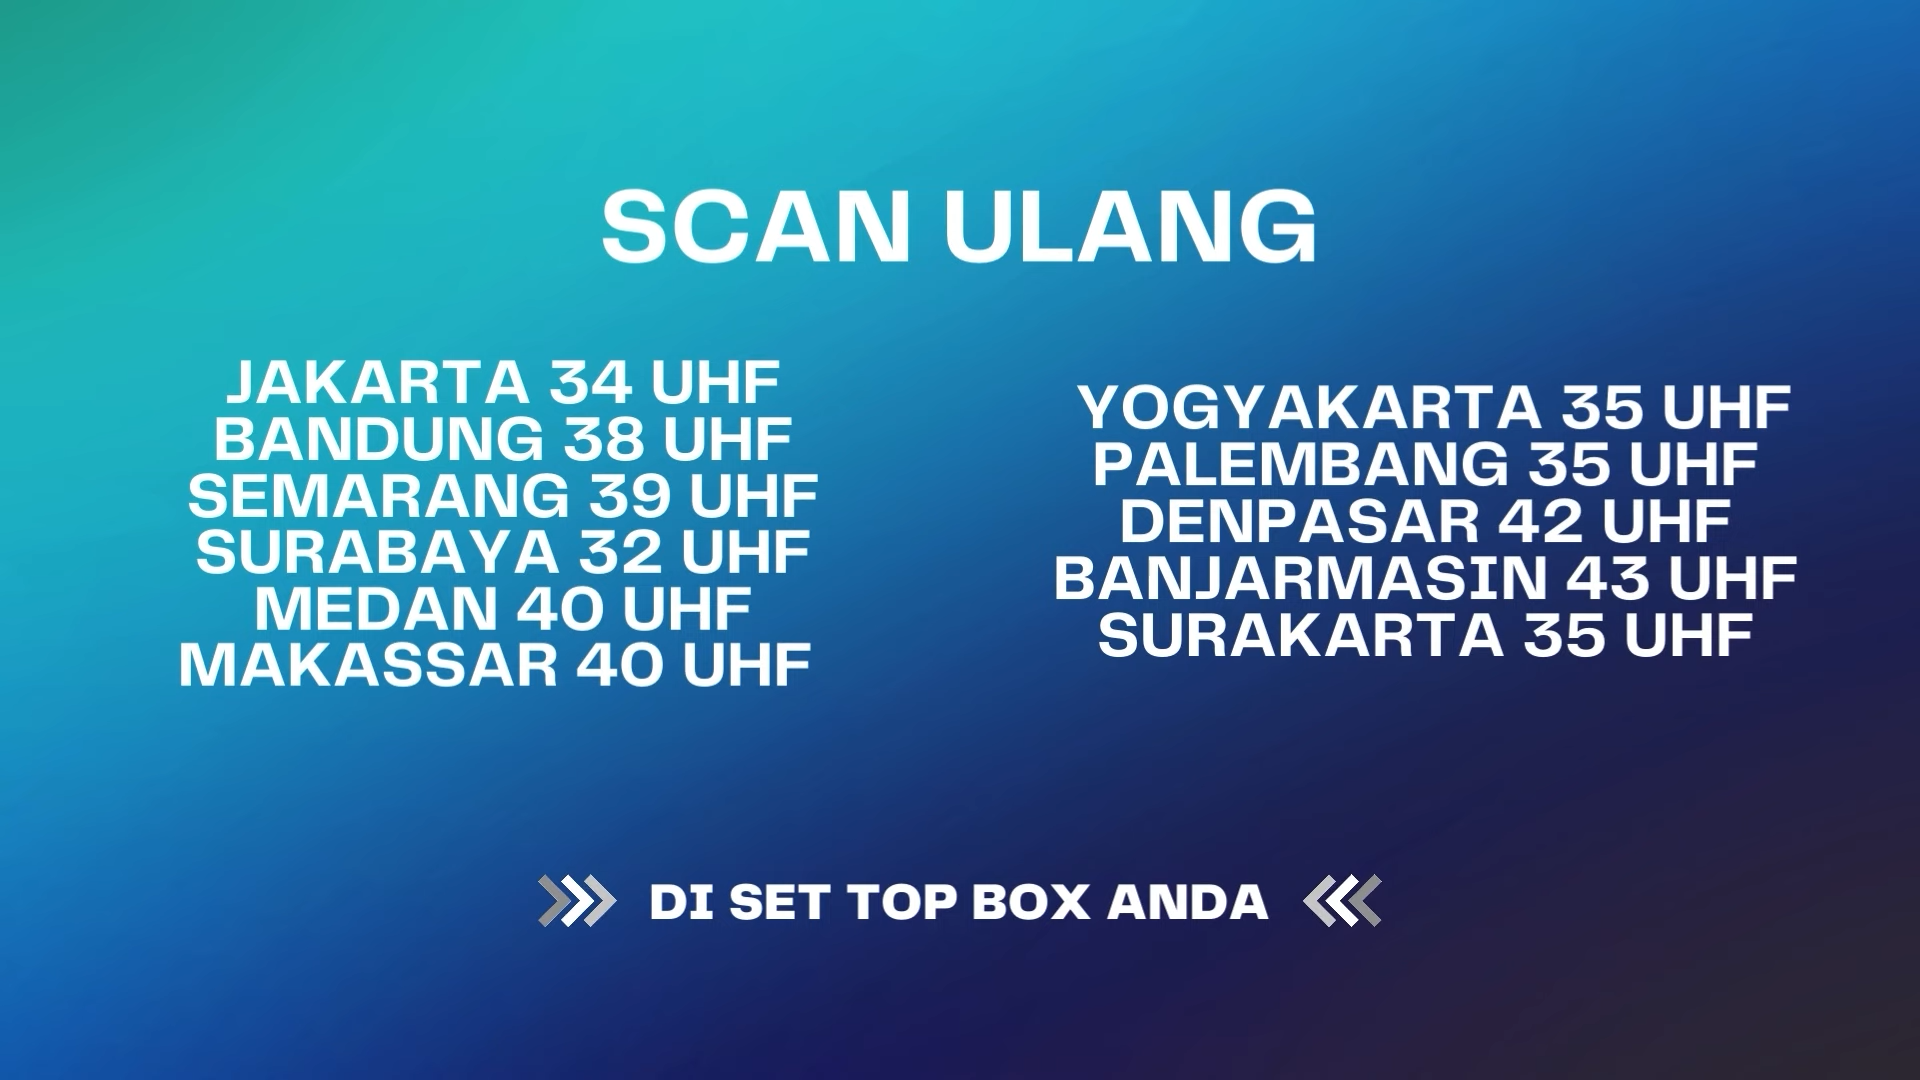 SCAN ULANG
JAKARTA 34 UHF
BANDUNG 38 UHF
SEMARANG 39 UHF
SURABAYA 32 UHF
MEDAN 40 UHF
MAKASSAR 40 UHF
YOGYAKARTA 35 UHF
PALEMBANG 35 UHF
DENPASAR 42 UHF
BANJARMASIN 43 UHF
SURAKARTA 35 UHF
DI SET TOP BOX ANDA